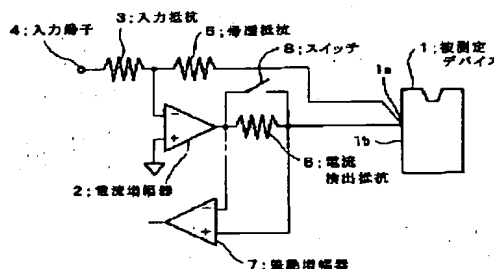 3:入力抵抗
5:帰還抵抗
4:入力端子
8:スイッチ
1:被測定
デバイス
1a
1b
−
+
6:電流
検出抵抗
2:電流増幅器
−
+
7:差動増幅器